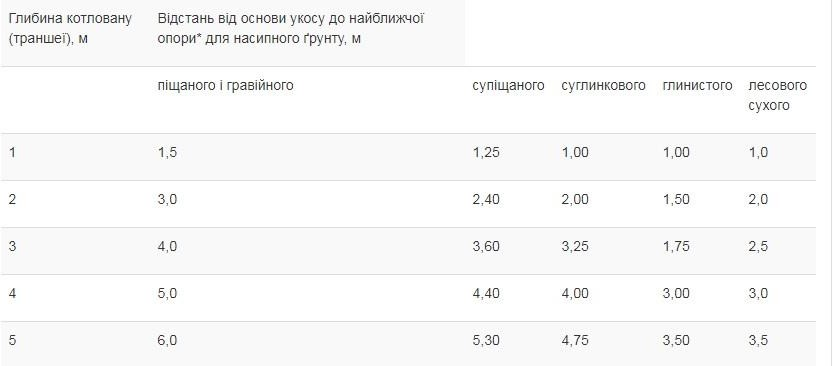 Глибина котловану Відстань від основи укосу до найближчої
(траншеї), м опори* для насипного ґрунту, м
піщаного і гравійного супіщаного суглинкового глинистого лесового
сухого
1 1,5 1,25 1,00 1,00 1,0
2 3,0 2,40 2,00 1,50 2,0
3 4,0 3,60 3,25 1,75 2,5
4 5,0 4,40 4,00 3,00 3,0
5 6,0 5,30 4,75 3,50 3,5